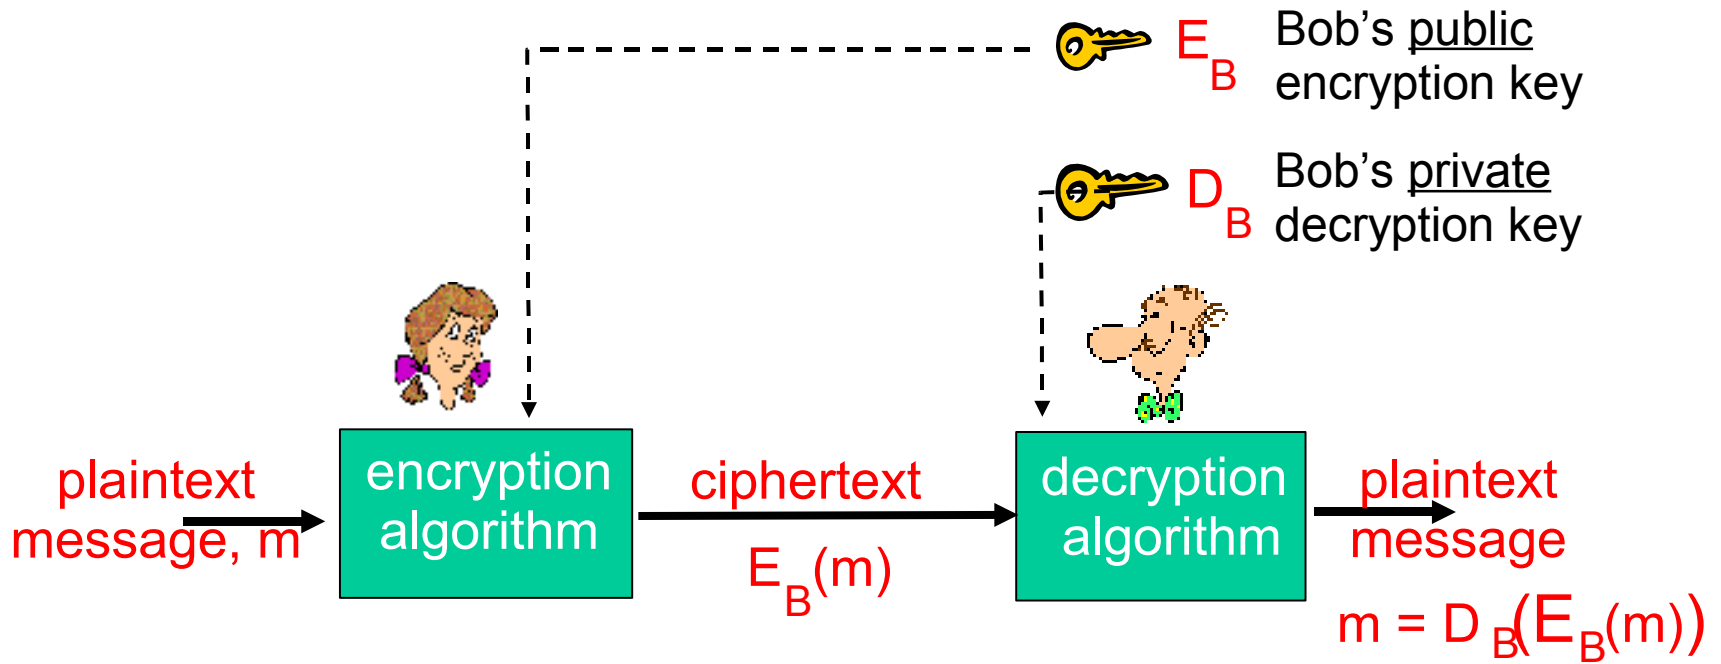 E_B Bob’s public
encryption key
D_B Bob’s private
decryption key
plaintext
message, m
encryption
algorithm
ciphertext
E_B(m)
decryption
algorithm
plaintext
message
m = D_B(E_B(m))